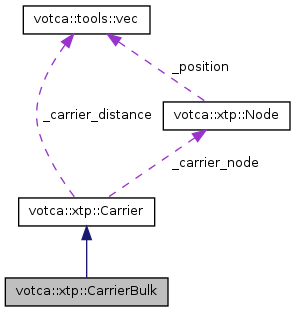 votca::tools::vec
_position
_carrier_distance
votca::xtp::Node
_carrier_node
votca::xtp::Carrier
votca::xtp::CarrierBulk